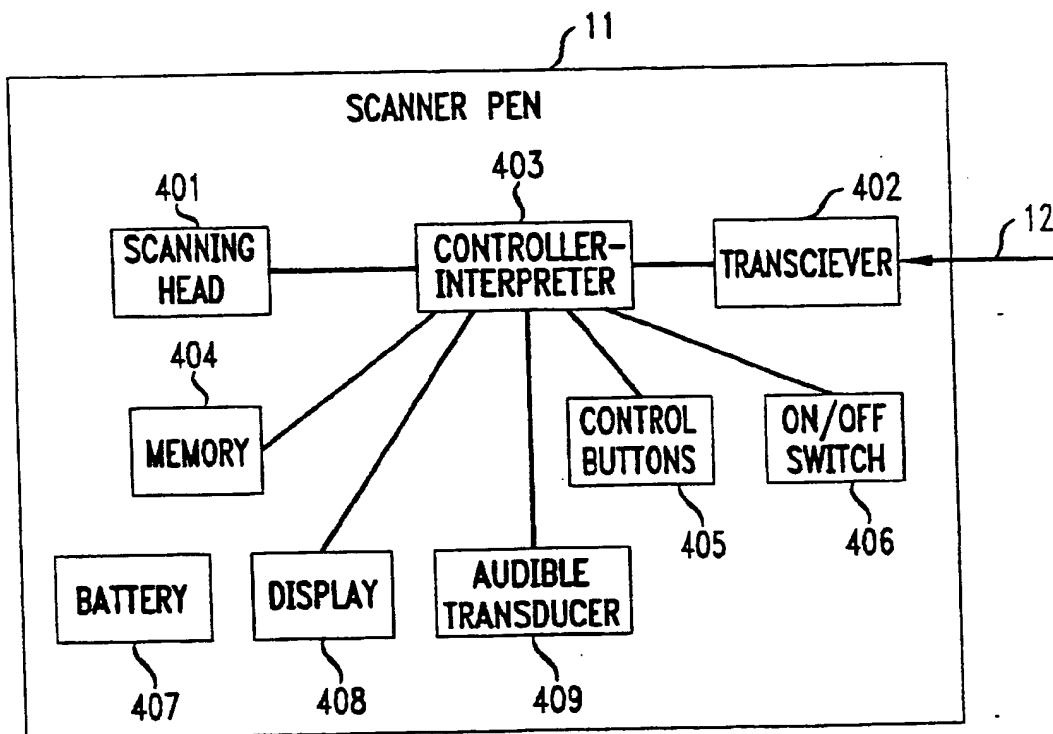 11
SCANNER PEN
401
403
402
12
SCANNING
HEAD
CONTROLLER-
INTERPRETER
TRANSCIEVER
404
MEMORY
CONTROL
BUTTONS
ON/OFF
SWITCH
405
406
BATTERY
DISPLAY
AUDIBLE
TRANSDUCER
407
408
409